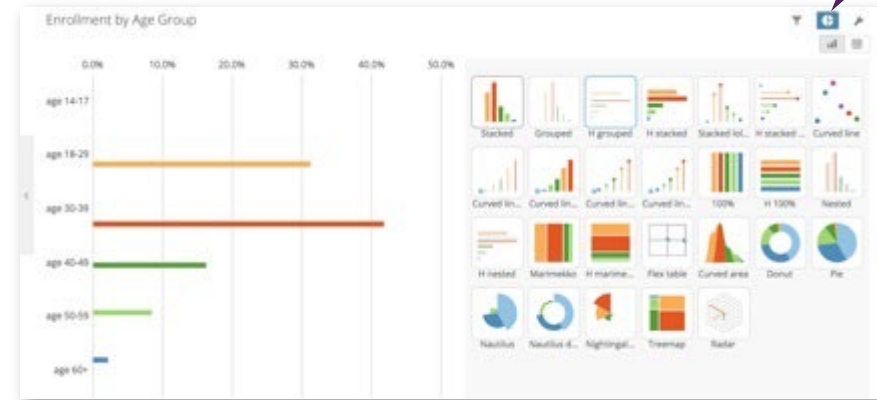 Enrollment by Age Group
0.0% 10.0% 20.0% 30.0% 40.0% 50.0%
age 14-17
age 18-29
age 30-39
age 40-49
age 50-59
age 60+
Stacked Grouped H grouped H stacked Stacked lol... H stacked ... Curved line
Curved lin... Curved lin... Curved lin... Curved lin... 100% H 100% Nested
H nested Marimekko H marime... Flex table Curved area Donut Pie
Nautilus Nautilus d... Nightingal... Treemap Radar